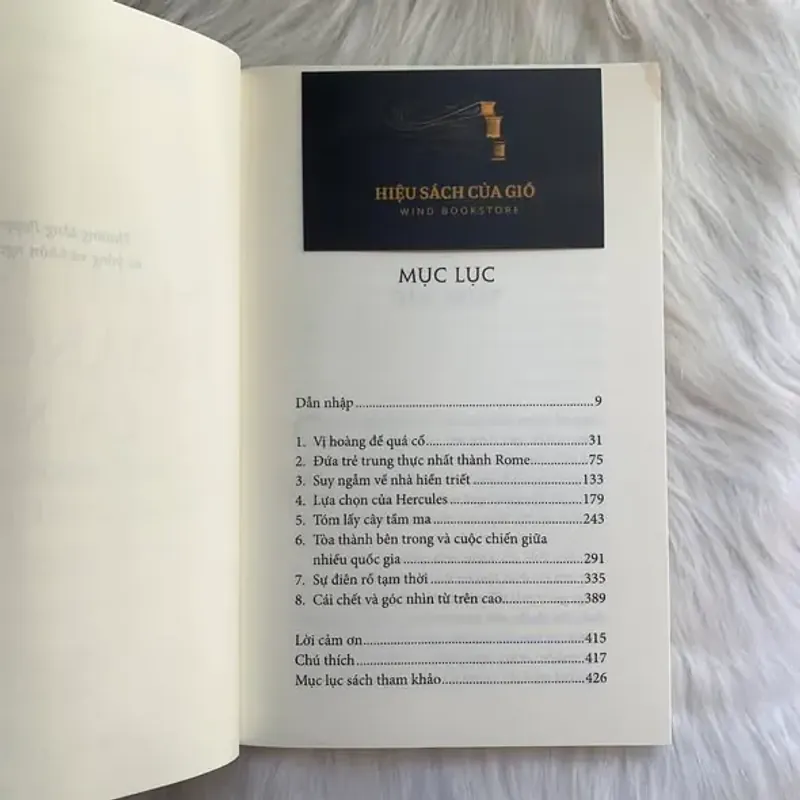 HIỆU SÁCH CỦA GIÓ
WIND BOOKSTORE
MỤC LỤC
Dẫn nhập........................................................................9
1. Vị hoàng đế quá cố................................................31
2. Đứa trẻ trung thực nhất thành Rome.................75
3. Suy ngẫm về nhà hiền triết.................................133
4. Lựa chọn của Hercules........................................179
5. Tóm lấy cây tầm ma.............................................243
6. Tòa thành bên trong và cuộc chiến giữa
nhiều quốc gia......................................................291
7. Sự điên rồ tạm thời...............................................335
8. Cái chết và góc nhìn từ trên cao.........................389
Lời cảm ơn...................................................................415
Chú thích.....................................................................417
Mục lục sách tham khảo...........................................426